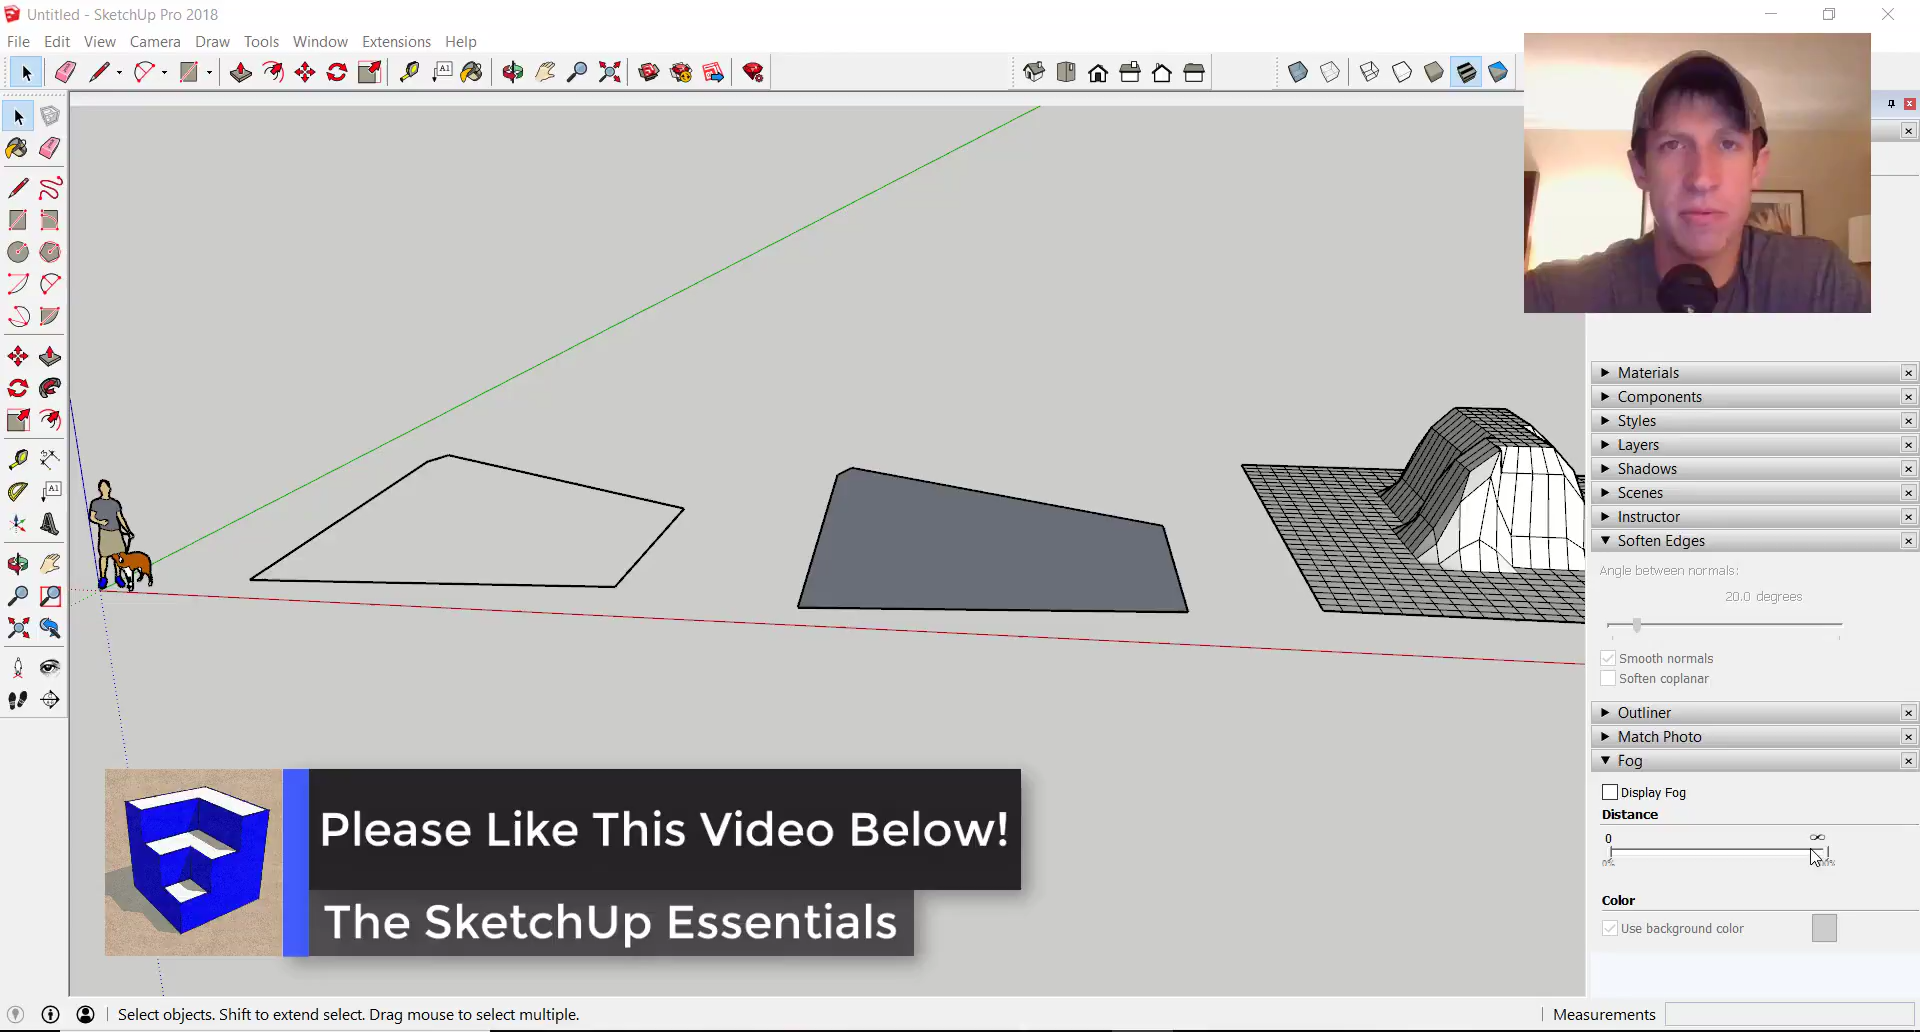 Untitled - SketchUp Pro 2018
File Edit View Camera Draw Tools Window Extensions Help
Materials
Components
Styles
Layers
Shadows
Scenes
Instructor
Soften Edges
Angle between normals:
20.0 degrees
Smooth normals
Soften coplanar
Outliner
Match Photo
Fog
Display Fog
Distance
0 ∞
0%
Color
Use background color
Please Like This Video Below!
The SketchUp Essentials
Select objects. Shift to extend select. Drag mouse to select multiple.
Measurements